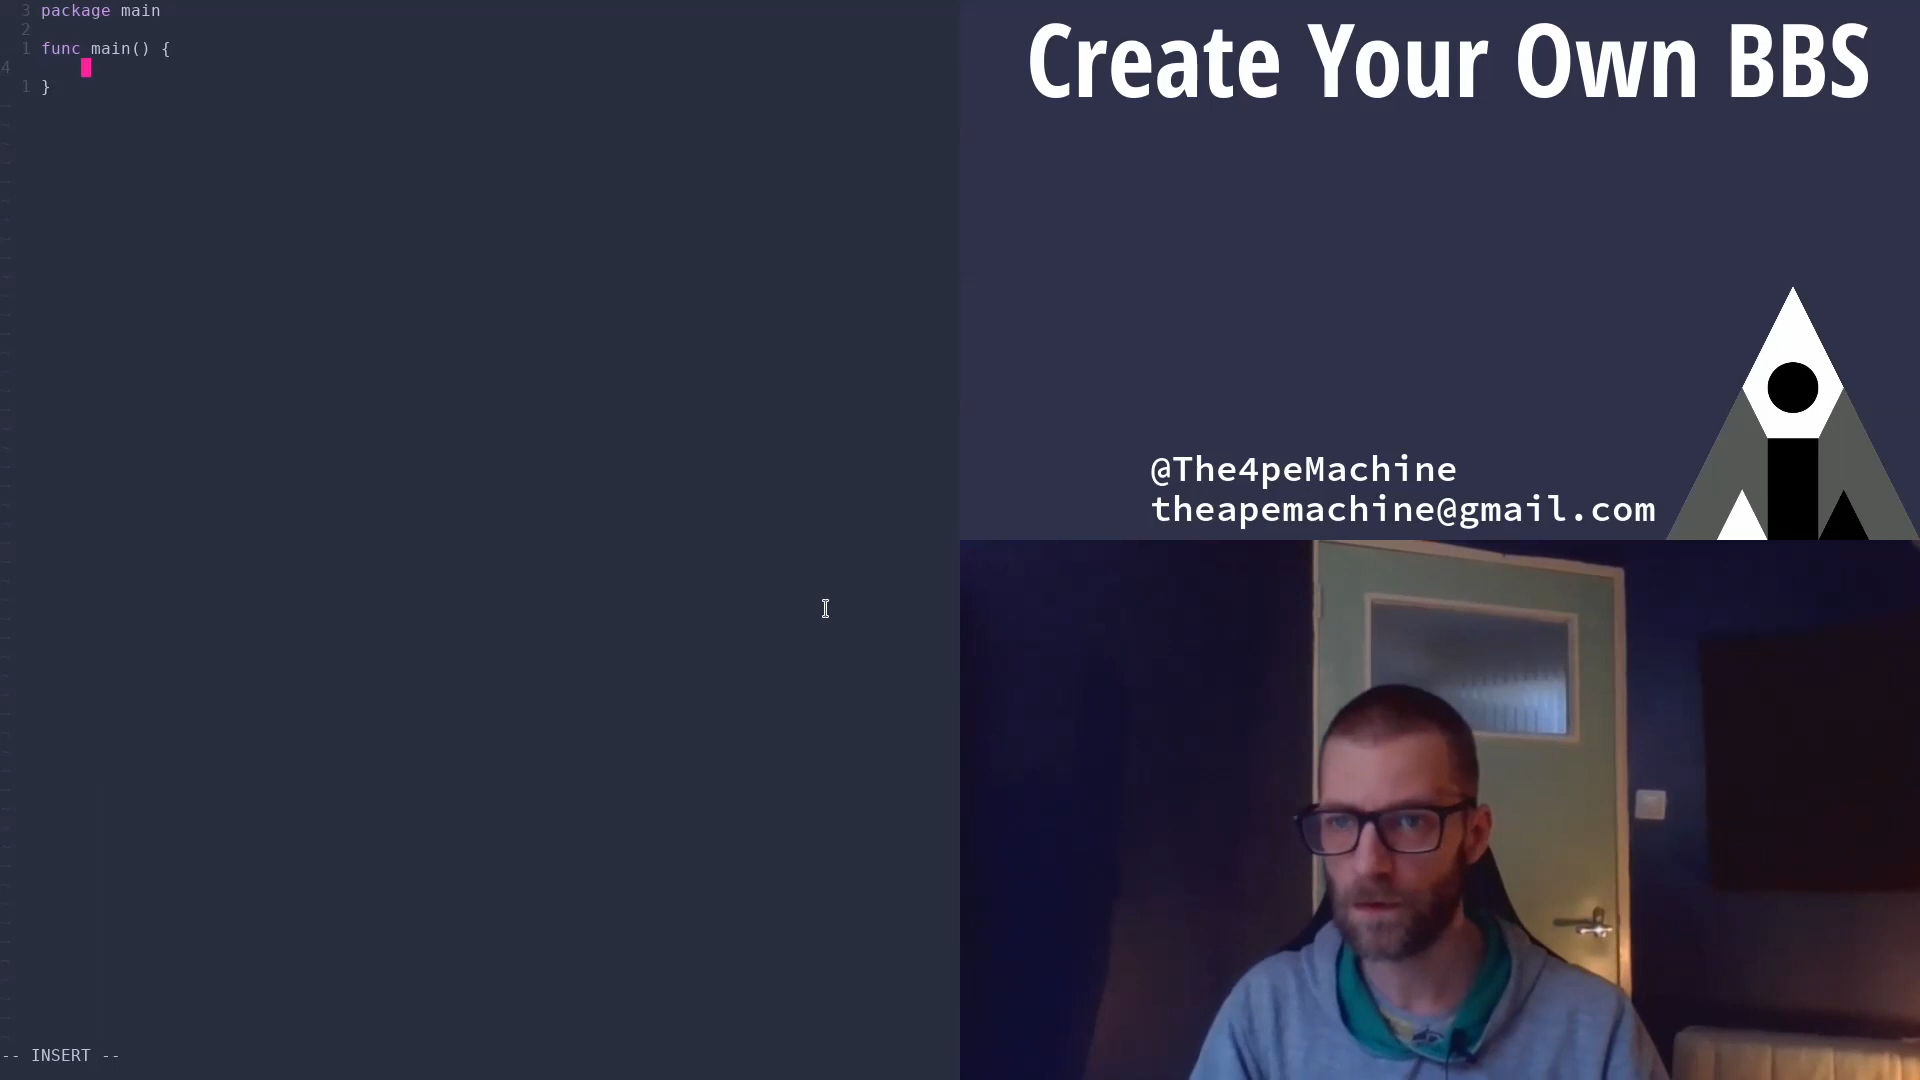 3 package main
2
1 func main() {
4
1 }
-- INSERT --
Create Your Own BBS
@The4peMachine
theapemachine@gmail.com